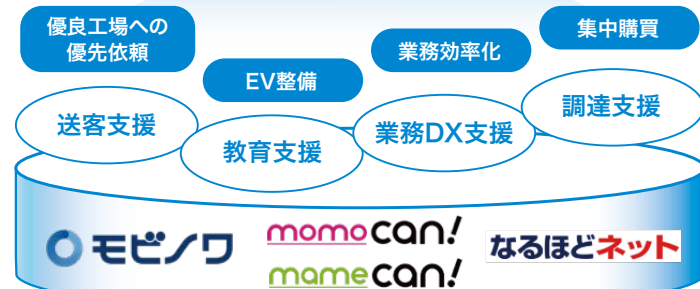 優良工場への
優先依頼
EV整備
業務効率化
集中購買
送客支援
教育支援
業務DX支援
調達支援
モビノワ
momocan!
mamecan!
なるほどネット